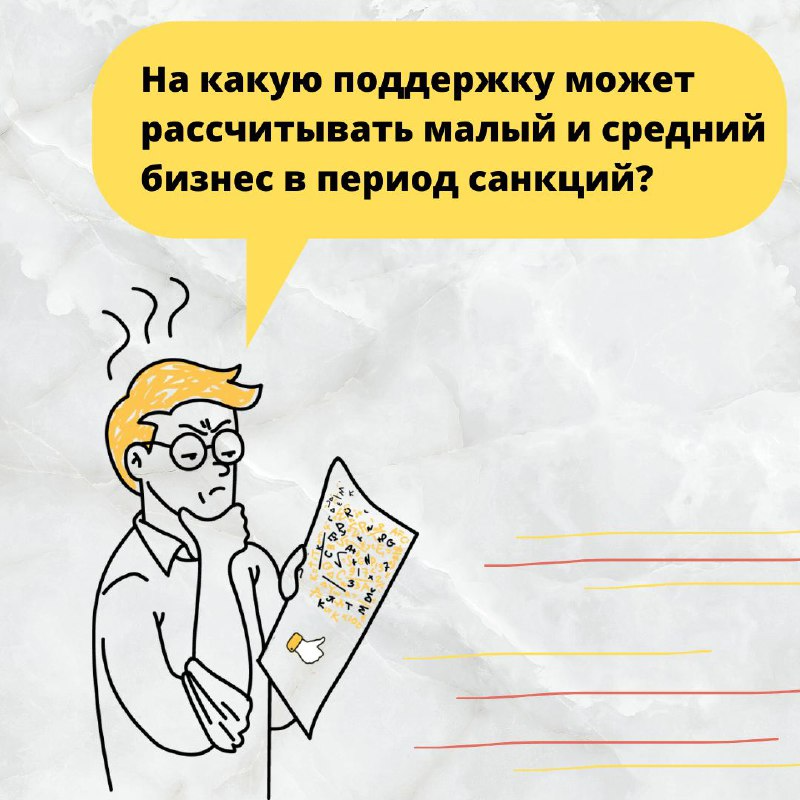 На какую поддержку может
рассчитывать малый и средний
бизнес в период санкций?